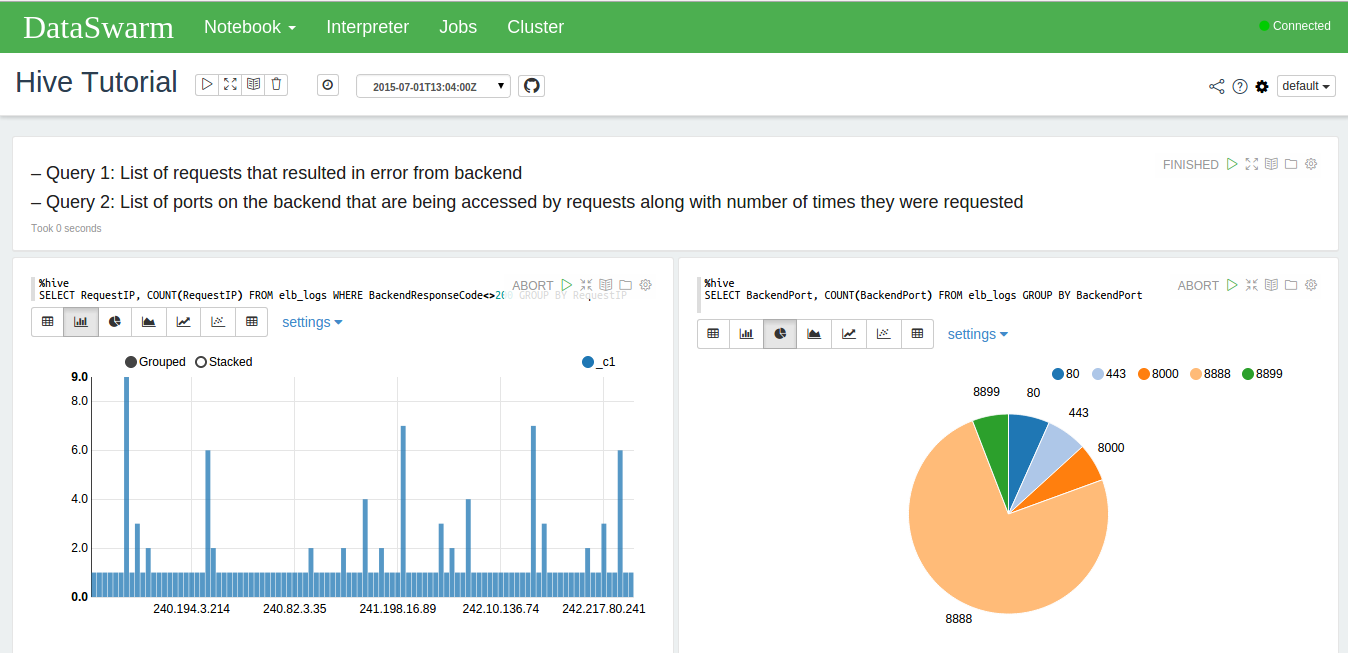 DataSwarm Notebook Interpreter Jobs Cluster Connected
Hive Tutorial 2015-07-01T13:04:00Z default
FINISHED
– Query 1: List of requests that resulted in error from backend
– Query 2: List of ports on the backend that are being accessed by requests along with number of times they were requested
Took 0 seconds
%hive
ABORT
SELECT RequestIP, COUNT(RequestIP) FROM elb_logs WHERE BackendResponseCode<>200 GROUP BY RequestIP
settings
Grouped Stacked _c1
9.0
8.0
6.0
4.0
2.0
0.0
240.194.3.214 240.82.3.35 241.198.16.89 242.10.136.74 242.217.80.241
%hive
ABORT
SELECT BackendPort, COUNT(BackendPort) FROM elb_logs GROUP BY BackendPort
settings
80 443 8000 8888 8899
8899 80
443
8000
8888